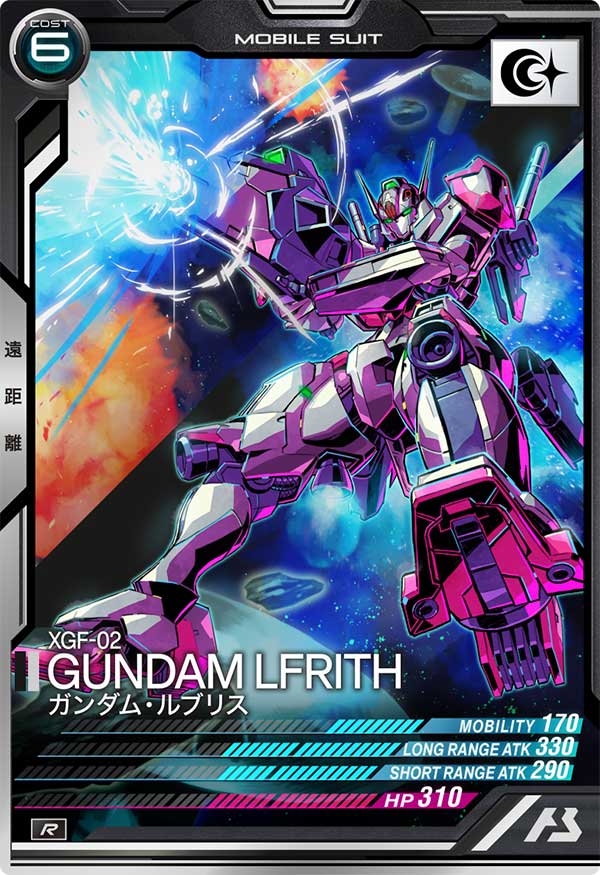 COST
6
MOBILE SUIT
遠距離
XGF-02
GUNDAM LFRITH
ガンダム・ルブリス
MOBILITY 170
LONG RANGE ATK 330
SHORT RANGE ATK 290
HP 310
R